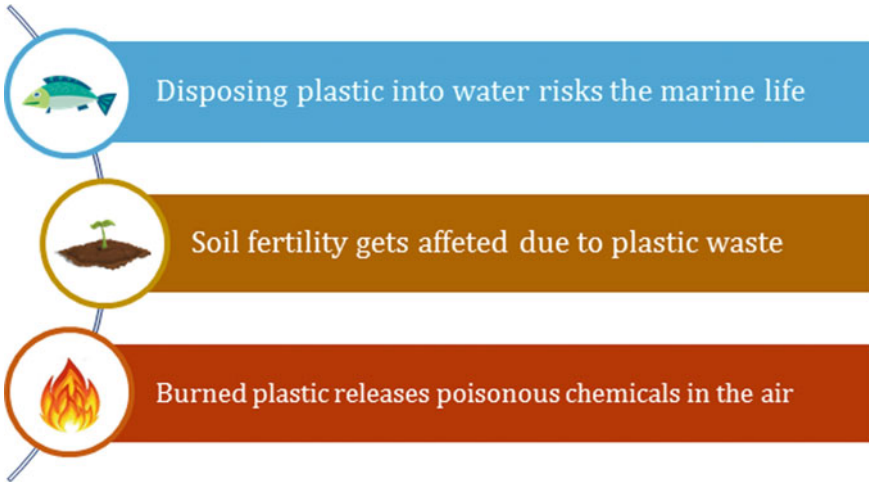 Disposing plastic into water risks the marine life
Soil fertility gets affeted due to plastic waste
Burned plastic releases poisonous chemicals in the air